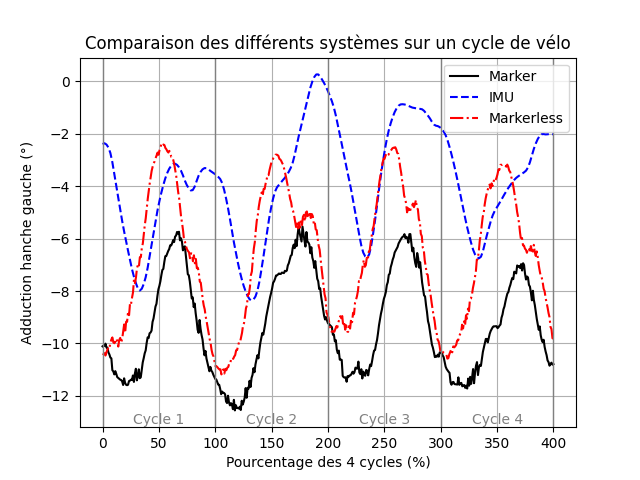 Comparaison des différents systèmes sur un cycle de vélo
Marker
IMU
Markerless
Adduction hanche gauche (°)
0
−2
−4
−6
−8
−10
−12
Cycle 1 Cycle 2 Cycle 3 Cycle 4
0 50 100 150 200 250 300 350 400
Pourcentage des 4 cycles (%)